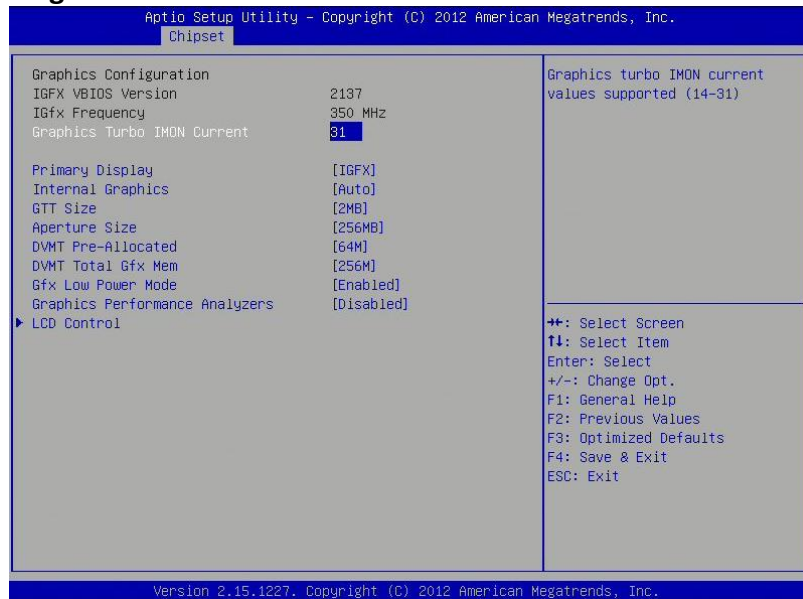 Aptio Setup Utility – Copyright (C) 2012 American Megatrends, Inc.
Chipset
Graphics Configuration
IGFX VBIOS Version 2137
IGfx Frequency 350 MHz
Graphics Turbo IMON Current 31
Primary Display [IGFX]
Internal Graphics [Auto]
GTT Size [2MB]
Aperture Size [256MB]
DVMT Pre-Allocated [64M]
DVMT Total Gfx Mem [256M]
Gfx Low Power Mode [Enabled]
Graphics Performance Analyzers [Disabled]
► LCD Control
Graphics turbo IMON current
values supported (14-31)
→←: Select Screen
↑↓: Select Item
Enter: Select
+/-: Change Opt.
F1: General Help
F2: Previous Values
F3: Optimized Defaults
F4: Save & Exit
ESC: Exit
Version 2.15.1227. Copyright (C) 2012 American Megatrends, Inc.